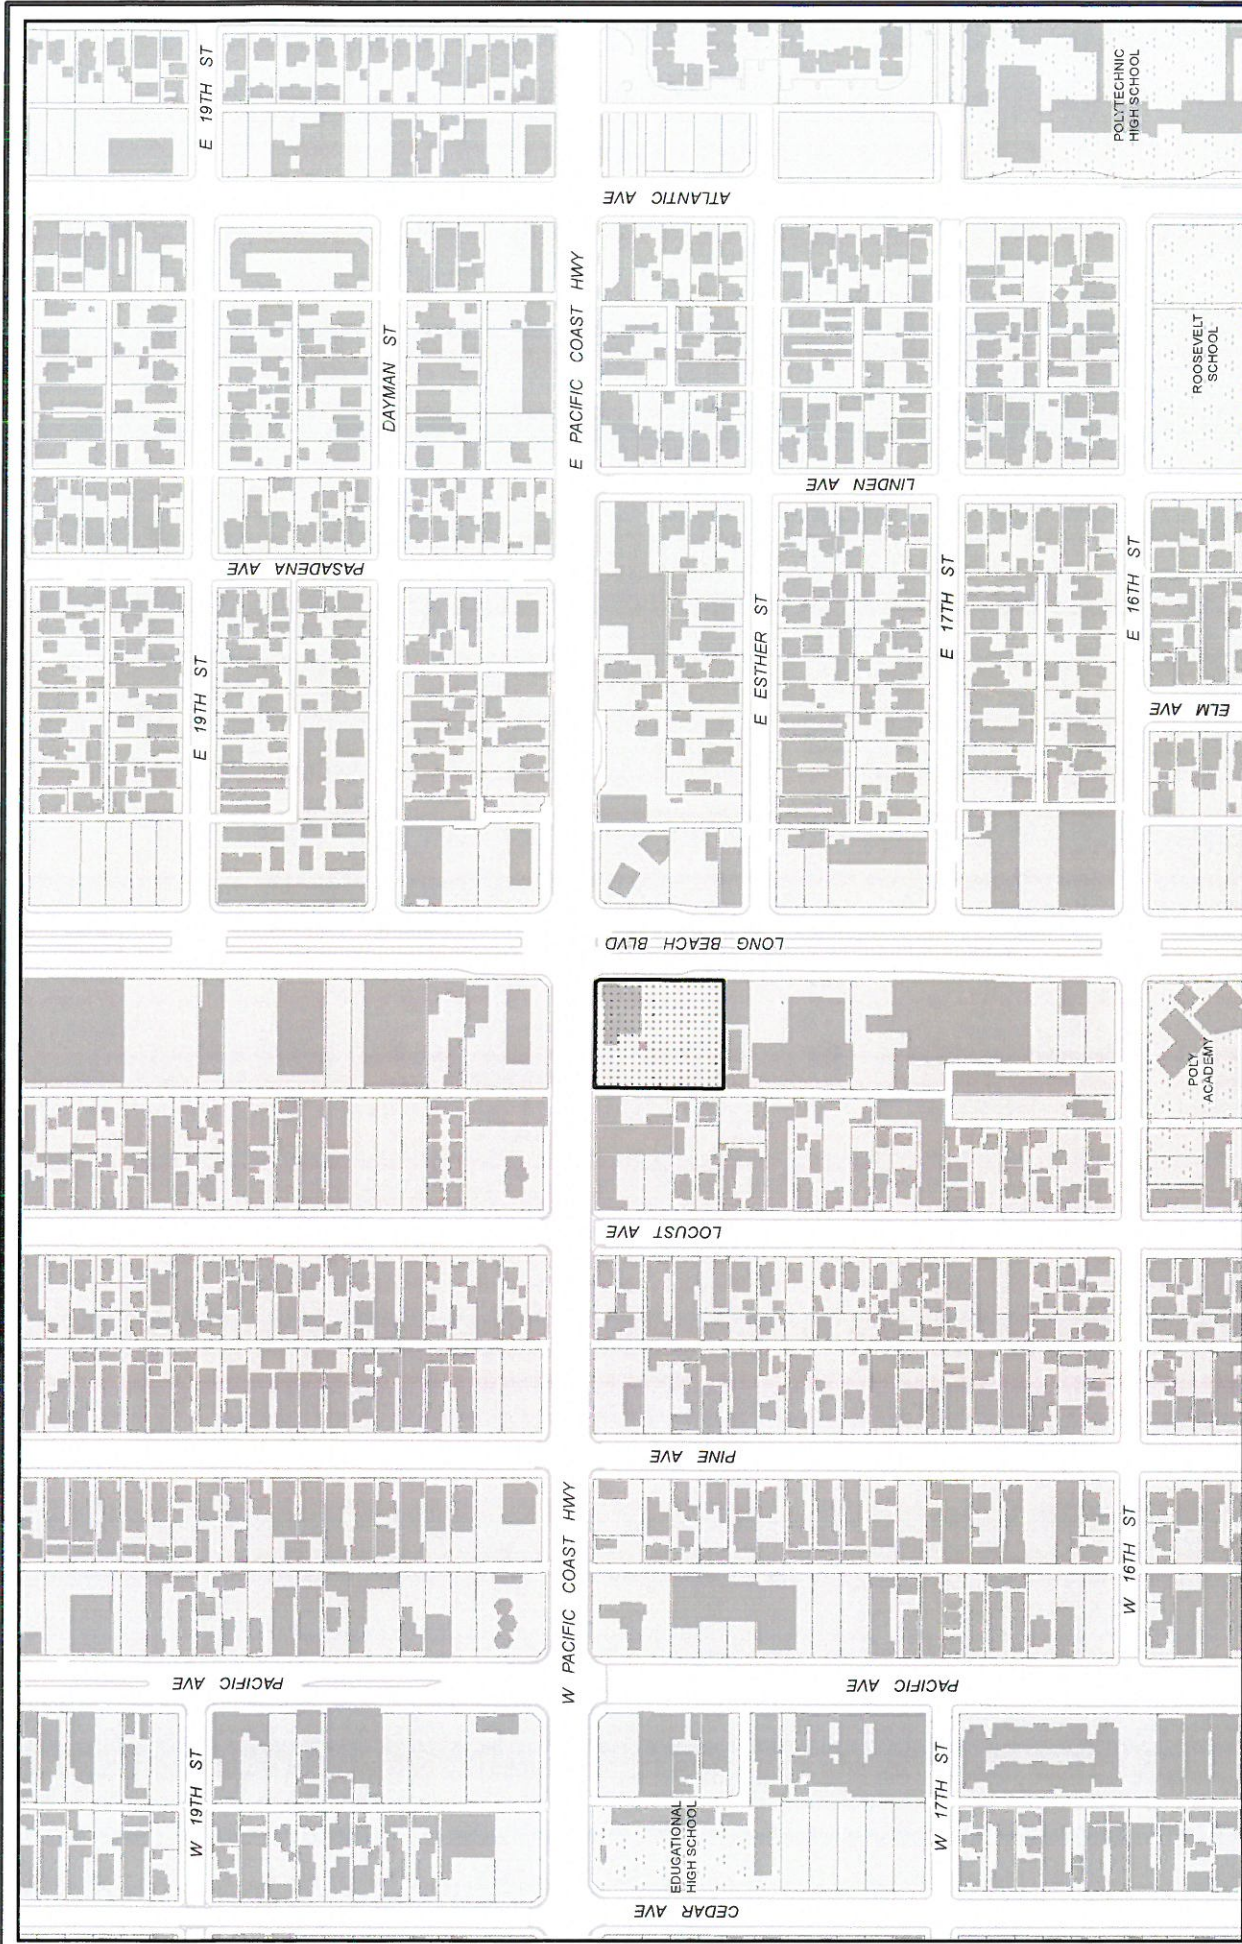 E 19TH ST
POLYTECHNIC
HIGH SCHOOL
ATLANTIC AVE
E PACIFIC COAST HWY
DAYMAN ST
ROOSEVELT
SCHOOL
LINDEN AVE
PASADENA AVE
E 19TH ST
E ESTHER ST
E 17TH ST
E 16TH ST
ELM AVE
LONG BEACH BLVD
POLY
ACADEMY
LOCUST AVE
PINE AVE
W PACIFIC COAST HWY
W 16TH ST
PACIFIC AVE
PACIFIC AVE
W 19TH ST
W 17TH ST
EDUCATIONAL
HIGH SCHOOL
CEDAR AVE